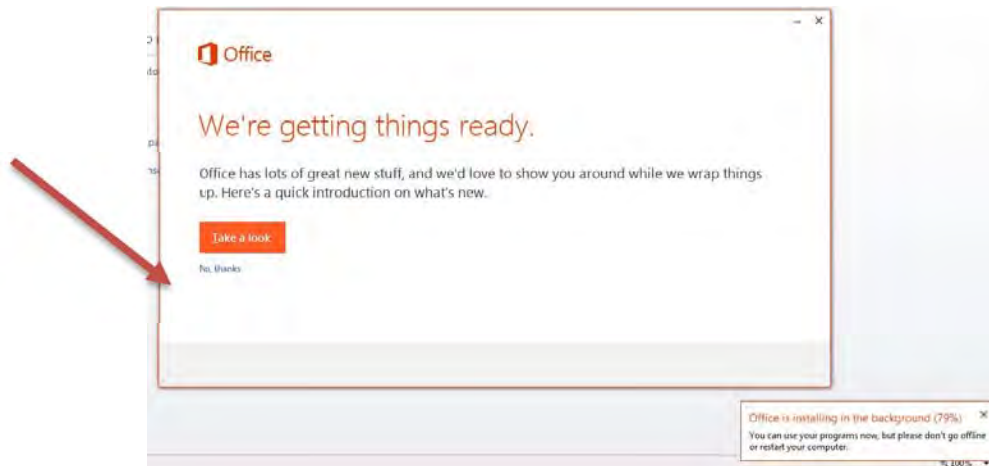 Office
We're getting things ready.
Office has lots of great new stuff, and we'd love to show you around while we wrap things
up. Here's a quick introduction on what's new.
Take a look
No, thanks
Office is installing in the background (79%)
You can use your programs now, but please don't go offline
or restart your computer.
100%